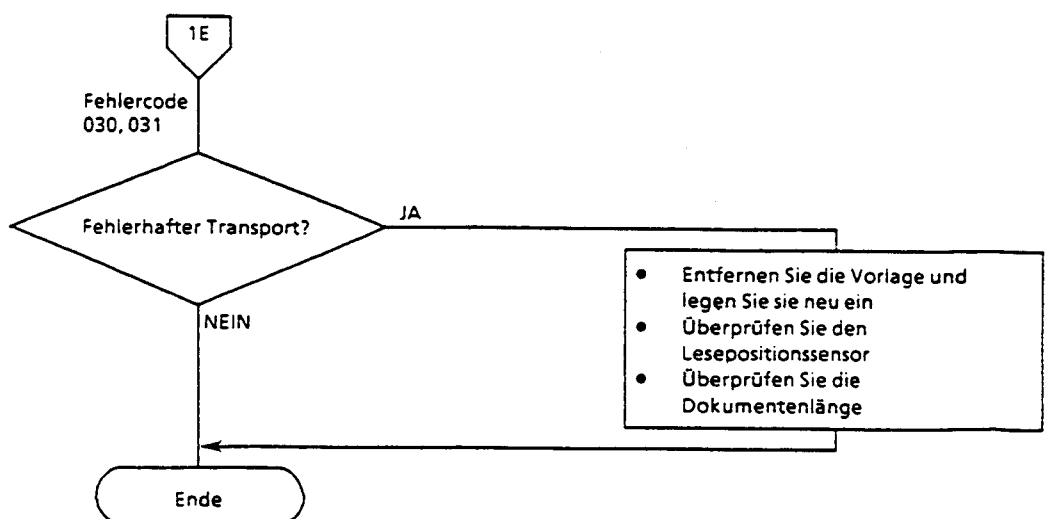 1E
Fehlercode
030, 031
Fehlerhafter Transport?
JA
● Entfernen Sie die Vorlage und
legen Sie sie neu ein
● Überprüfen Sie den
Lesepositionssensor
● Überprüfen Sie die
Dokumentenlänge
NEIN
Ende